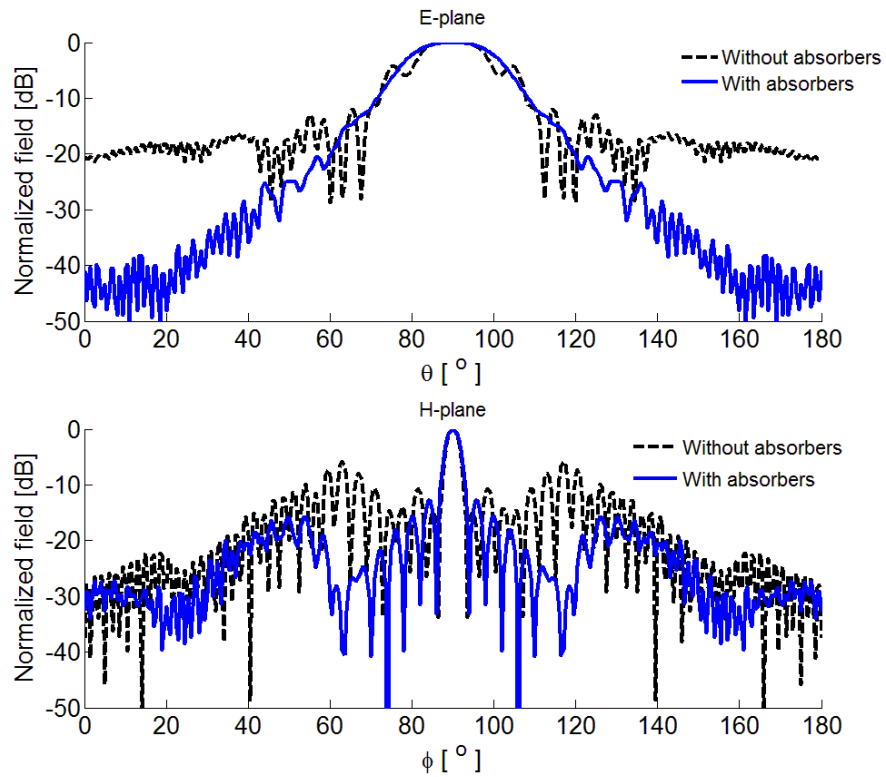 E-plane
0
-10
-20
-30
-40
-50
Normalized field [dB]
Without absorbers
With absorbers
0 20 40 60 80 100 120 140 160 180
θ [ ° ]
H-plane
0
-10
-20
-30
-40
-50
Normalized field [dB]
Without absorbers
With absorbers
0 20 40 60 80 100 120 140 160 180
ϕ [ ° ]